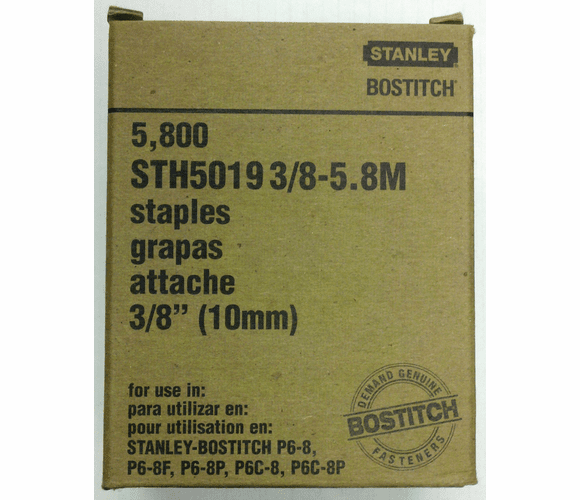 STANLEY
BOSTITCH
5,800
STH5019 3/8-5.8M
staples
grapas
attache
3/8” (10mm)
for use in:
para utilizar en:
pour utilisation en:
STANLEY-BOSTITCH P6-8,
P6-8F, P6-8P, P6C-8, P6C-8P
DEMAND GENUINE
BOSTITCH
FASTENERS